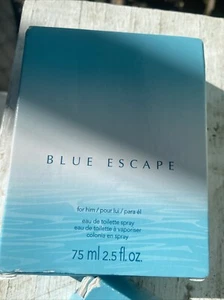 BLUE ESCAPE
for him / pour lui / para él
eau de toilette spray
eau de toilette à vaporiser
colonia en spray
75 ml 2.5 fl. oz.